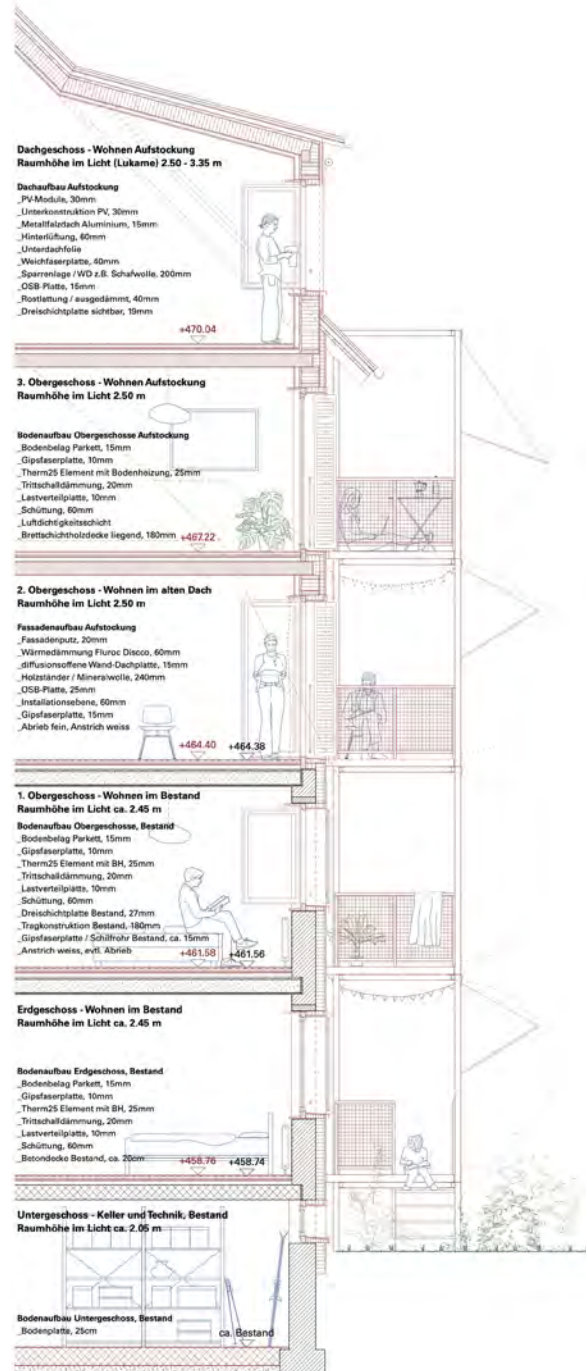 Dachgeschoss - Wohnen Aufstockung
Raumhöhe im Licht (Lukarne) 2.50 - 3.35 m
Dachaufbau Aufstockung
_PV-Module, 30mm
_Unterkonstruktion PV, 30mm
_Metallfalzdach Aluminium, 15mm
_Hinterlüftung, 60mm
_Unterdachfolie
_Weichfaserplatte, 40mm
_Sparrenlage / WD z.B. Schafwolle, 200mm
_OSB-Platte, 15mm
_Rostlattung / ausgedämmt, 40mm
_Dreischichtplatte sichtbar, 19mm
+470.04
3. Obergeschoss - Wohnen Aufstockung
Raumhöhe im Licht 2.50 m
Bodenaufbau Obergeschosse Aufstockung
_Bodenbelag Parkett, 15mm
_Gipsfaserplatte, 10mm
_Therm25 Element mit Bodenheizung, 25mm
_Trittschalldämmung, 20mm
_Lastverteilplatte, 10mm
_Schüttung, 60mm
_Luftdichtigkeitsschicht
_Brettschichtholzdecke liegend, 180mm +467.22
2. Obergeschoss - Wohnen im alten Dach
Raumhöhe im Licht 2.50 m
Fassadenaufbau Aufstockung
_Fassadenputz, 20mm
_Wärmedämmung Fluroc Discco, 60mm
_diffusionsoffene Wand-Dachplatte, 15mm
_Holzständer / Mineralwolle, 240mm
_OSB-Platte, 25mm
_Installationsebene, 60mm
_Gipsfaserplatte, 15mm
_Abrieb fein, Anstrich weiss
+464.40 +464.38
1. Obergeschoss - Wohnen im Bestand
Raumhöhe im Licht ca. 2.45 m
Bodenaufbau Obergeschosse, Bestand
_Bodenbelag Parkett, 15mm
_Gipsfaserplatte, 10mm
_Therm25 Element mit BH, 25mm
_Trittschalldämmung, 20mm
_Lastverteilplatte, 10mm
_Schüttung, 60mm
_Dreischichtplatte Bestand, 27mm
_Tragkonstruktion Bestand, 180mm
_Gipsfaserplatte / Schilfrohr Bestand, ca. 15mm
_Anstrich weiss, evtl. Abrieb
+461.58 +461.56
Erdgeschoss - Wohnen im Bestand
Raumhöhe im Licht ca. 2.45 m
Bodenaufbau Erdgeschoss, Bestand
_Bodenbelag Parkett, 15mm
_Gipsfaserplatte, 10mm
_Therm25 Element mit BH, 25mm
_Trittschalldämmung, 20mm
_Lastverteilplatte, 10mm
_Schüttung, 60mm
_Betondecke Bestand, ca. 20cm
+458.76 +458.74
Untergeschoss - Keller und Technik, Bestand
Raumhöhe im Licht ca. 2.05 m
Bodenaufbau Untergeschoss, Bestand
_Bodenplatte, 25cm
ca. Bestand